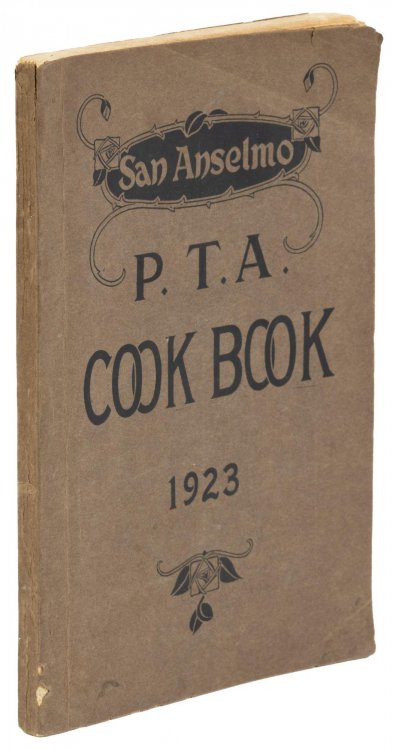 San Anselmo
P. T. A.
COOK BOOK
1923